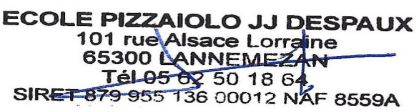 ECOLE PIZZAIOLO JJ DESPAUX
101 rue Alsace Lorraine
65300 LANNEMEZAN
Tél 05 62 50 18 64
SIRET 879 955 136 00012 NAF 8559A